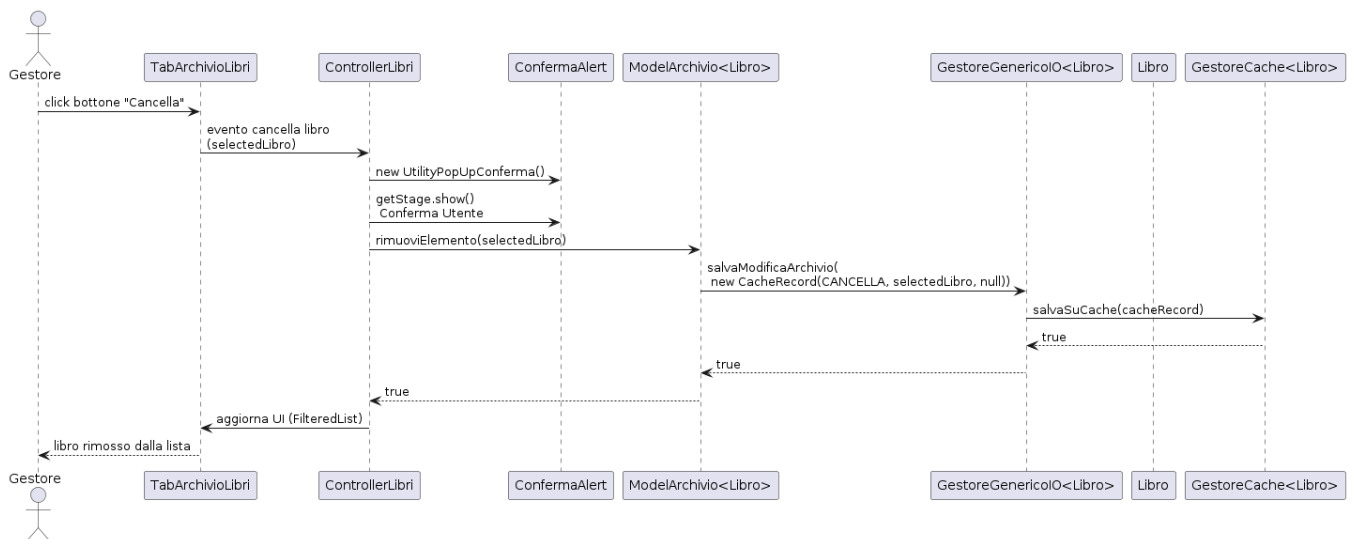 Gestore
TabArchivioLibri
ControllerLibri
ConfermaAlert
ModelArchivio<Libro>
GestoreGenericoIO<Libro>
Libro
GestoreCache<Libro>
click bottone "Cancella"
evento cancella libro
(selectedLibro)
new UtilityPopUpConferma()
getStage.show()
Conferma Utente
rimuoviElemento(selectedLibro)
salvaModificaArchivio(
new CacheRecord(CANCELLA, selectedLibro, null))
salvaSuCache(cacheRecord)
true
true
true
aggiorna UI (FilteredList)
libro rimosso dalla lista
Gestore
TabArchivioLibri
ControllerLibri
ConfermaAlert
ModelArchivio<Libro>
GestoreGenericoIO<Libro>
Libro
GestoreCache<Libro>